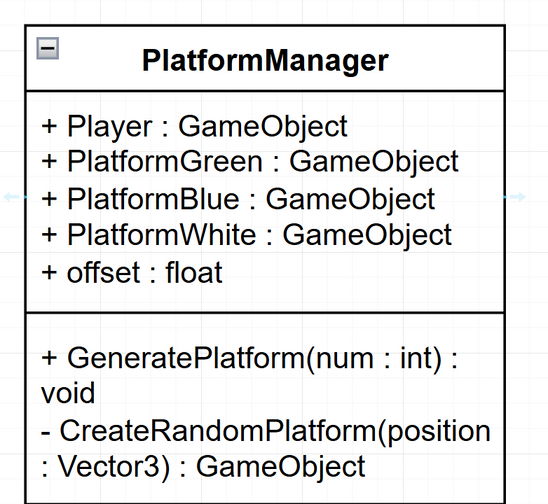 PlatformManager
+ Player : GameObject
+ PlatformGreen : GameObject
+ PlatformBlue : GameObject
+ PlatformWhite : GameObject
+ offset : float
+ GeneratePlatform(num : int) :
void
- CreateRandomPlatform(position
: Vector3) : GameObject